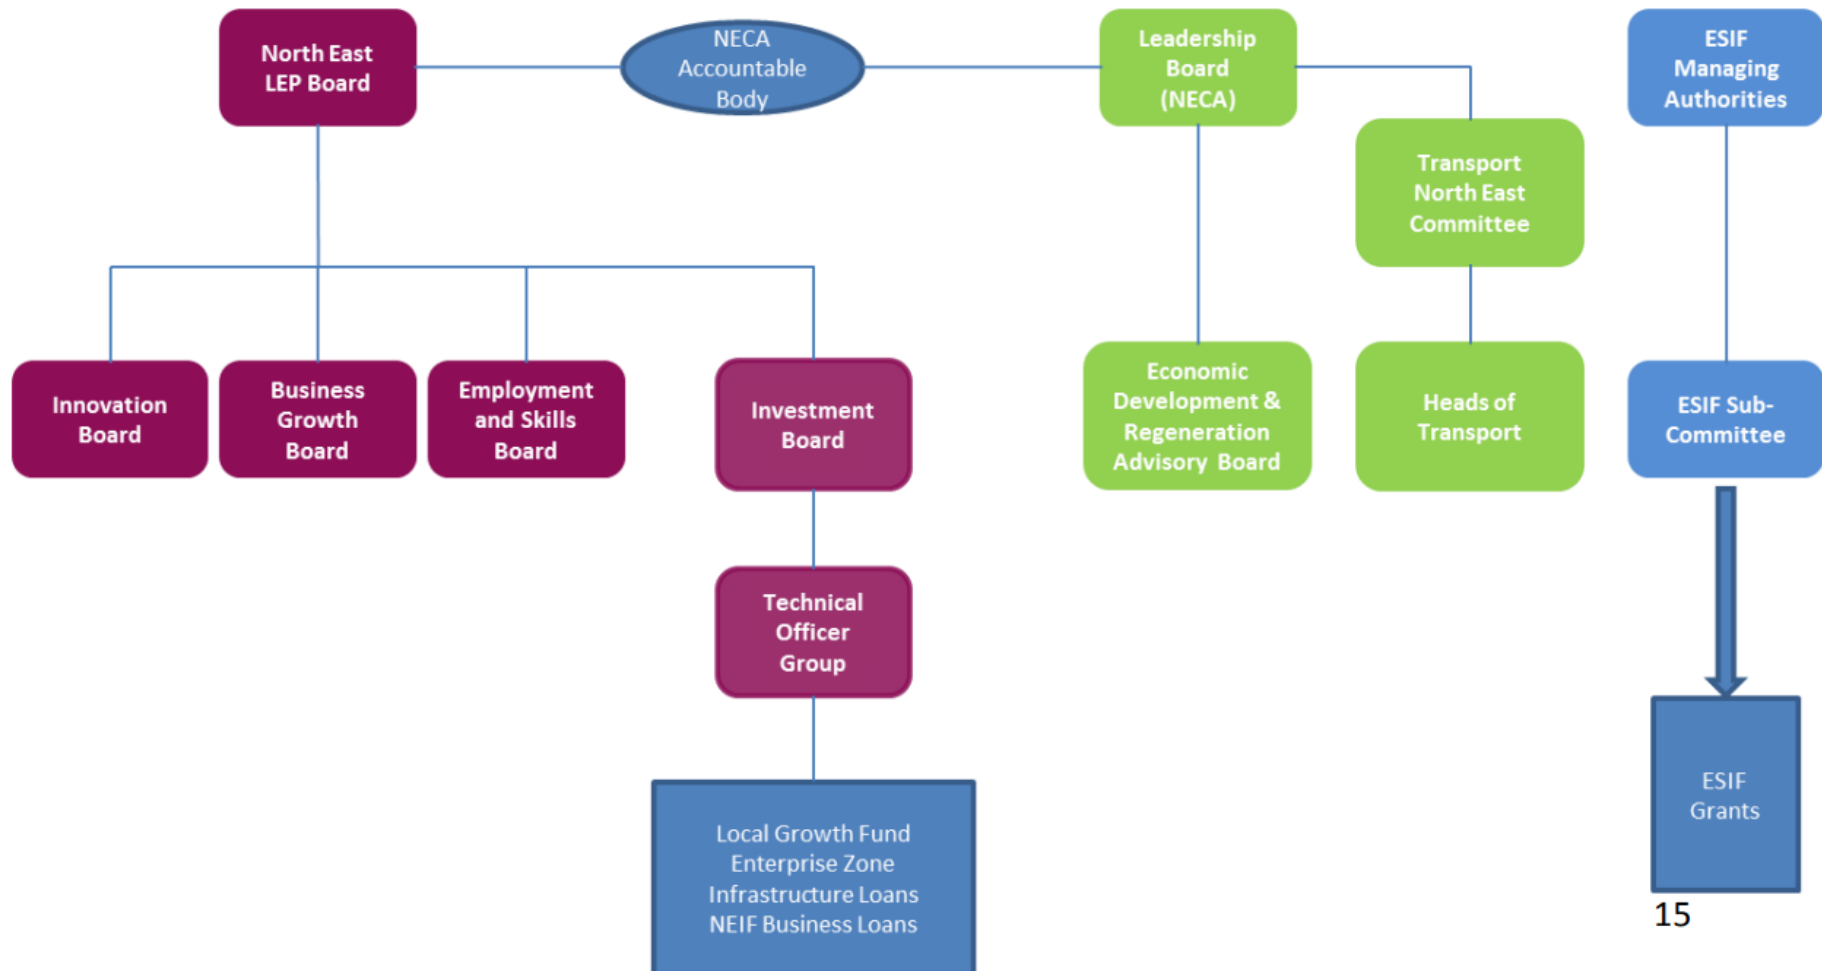 North East
LEP Board
NECA
Accountable
Body
Leadership
Board
(NECA)
ESIF
Managing
Authorities
Transport
North East
Committee
Innovation
Board
Business
Growth
Board
Employment
and Skills
Board
Investment
Board
Economic
Development &
Regeneration
Advisory Board
Heads of
Transport
ESIF Sub-
Committee
Technical
Officer
Group
Local Growth Fund
Enterprise Zone
Infrastructure Loans
NEIF Business Loans
ESIF
Grants
15